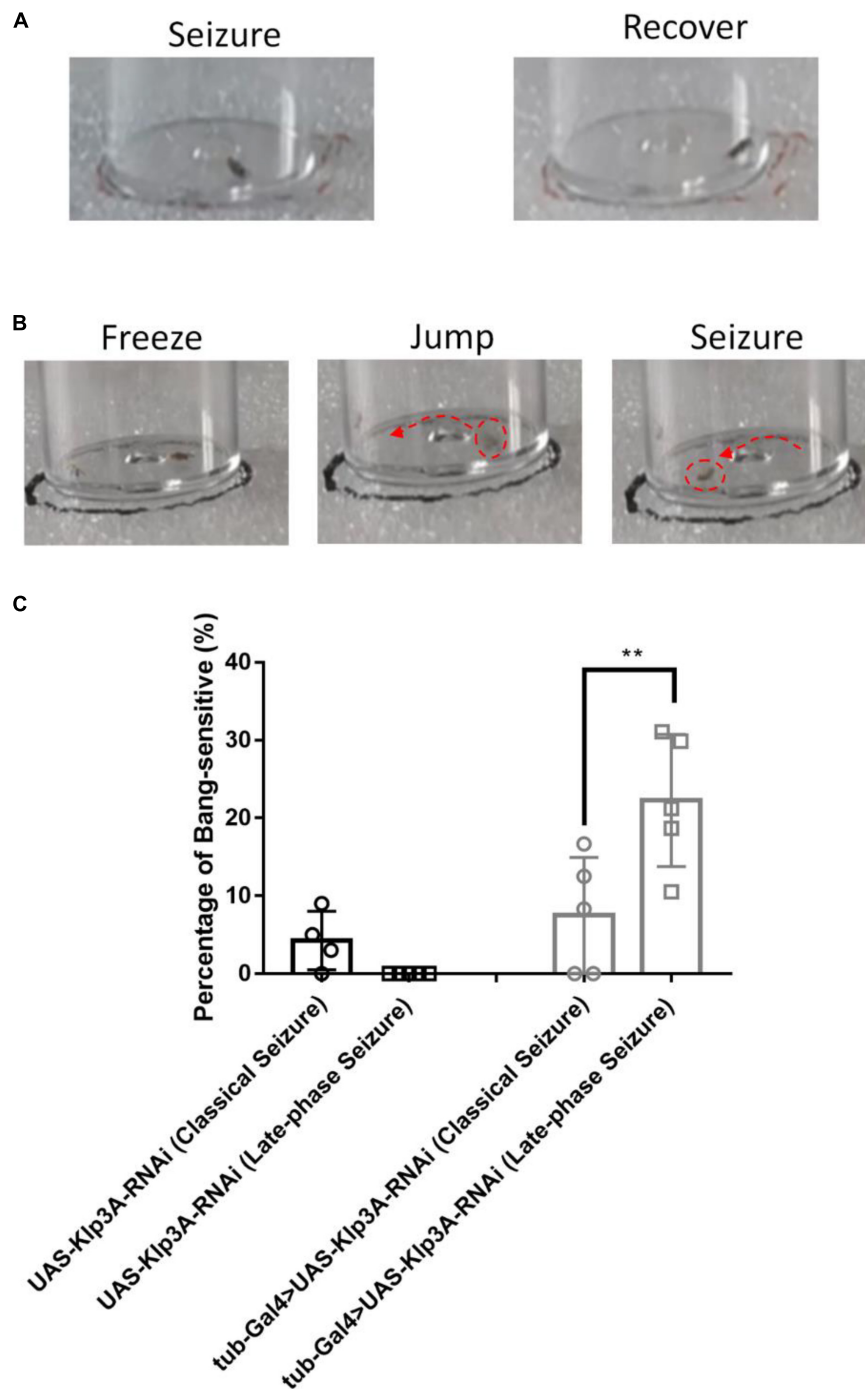 A
Seizure
Recover
B
Freeze
Jump
Seizure
C
Percentage of Bang-sensitive (%)
40
30
20
10
0
**
UAS-Klp3A-RNAi (Classical Seizure)
UAS-Klp3A-RNAi (Late-phase Seizure)
tub-Gal4>UAS-Klp3A-RNAi (Classical Seizure)
tub-Gal4>UAS-Klp3A-RNAi (Late-phase Seizure)